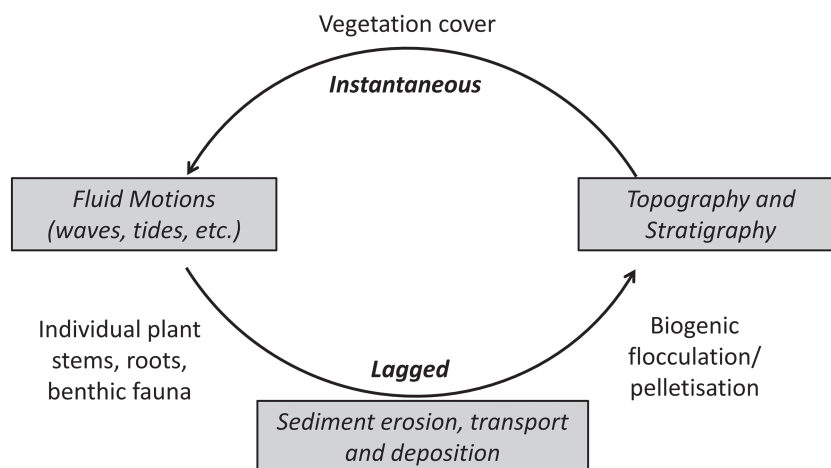 Vegetation cover
Instantaneous
Fluid Motions
(waves, tides, etc.)
Topography and
Stratigraphy
Individual plant
stems, roots,
benthic fauna
Biogenic
flocculation/
pelletisation
Lagged
Sediment erosion, transport
and deposition